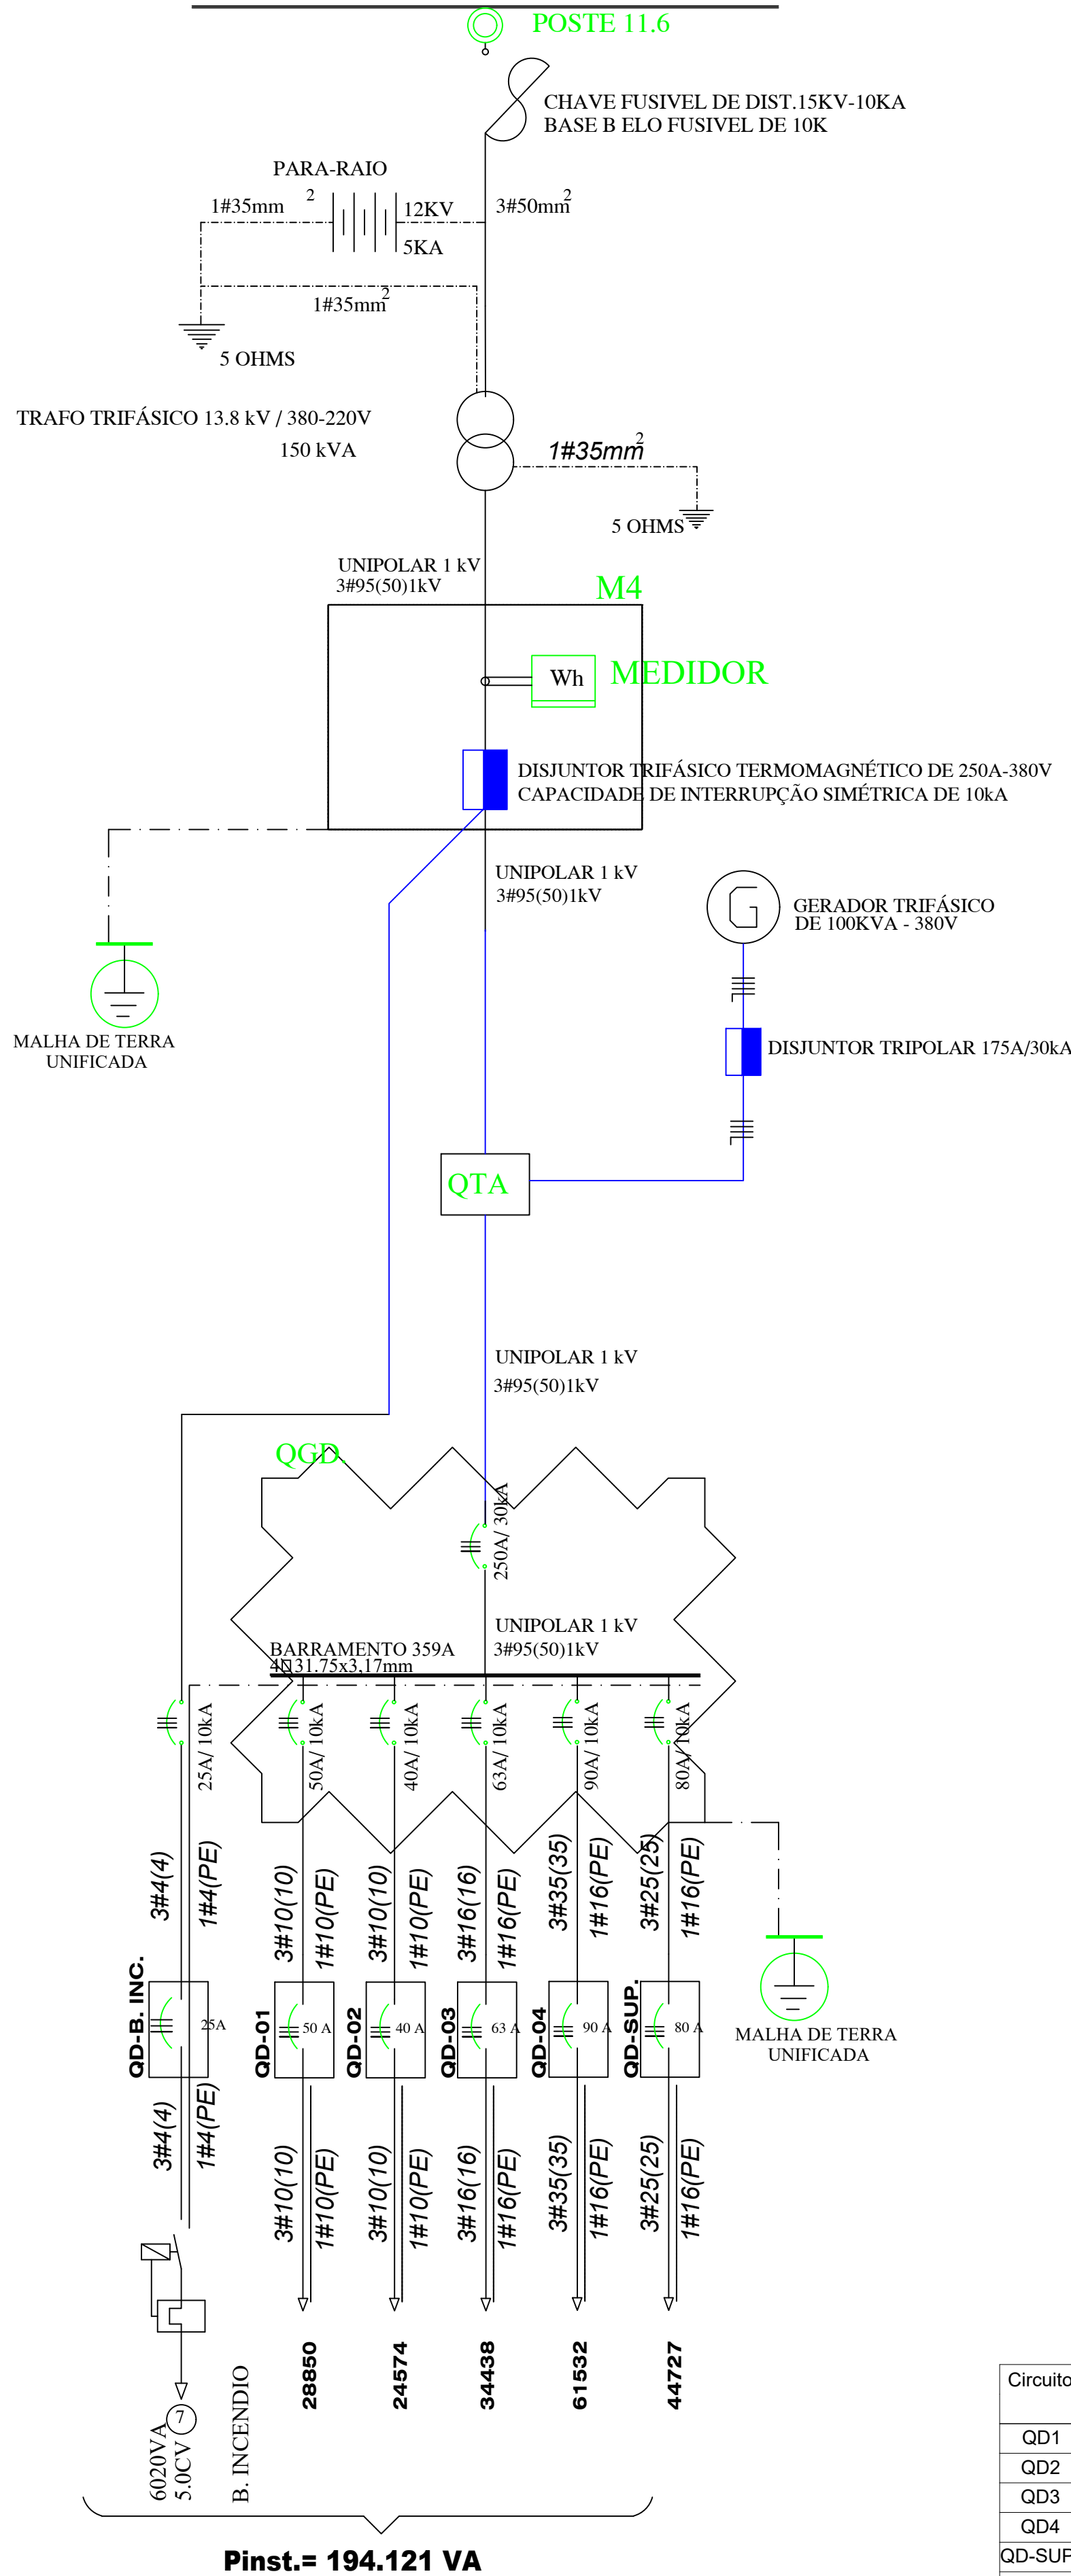 POSTE 11.6
CHAVE FUSIVEL DE DIST.15KV-10KA
BASE B ELO FUSIVEL DE 10K
PARA-RAIO
1#35mm 2
12KV
5KA
3#50mm2
1#35mm2
5 OHMS
TRAFO TRIFÁSICO 13.8 kV / 380-220V
150 kVA
1#35mm2
5 OHMS
UNIPOLAR 1 kV
3#95(50)1kV
M4
Wh
MEDIDOR
DISJUNTOR TRIFÁSICO TERMOMAGNÉTICO DE 250A-380V
CAPACIDADE DE INTERRUPÇÃO SIMÉTRICA DE 10kA
UNIPOLAR 1 kV
3#95(50)1kV
G
GERADOR TRIFÁSICO
DE 100KVA - 380V
MALHA DE TERRA
UNIFICADA
DISJUNTOR TRIPOLAR 175A/30kA
QTA
UNIPOLAR 1 kV
3#95(50)1kV
QGD.
250A/ 30kA
UNIPOLAR 1 kV
3#95(50)1kV
BARRAMENTO 359A
4▯31.75x3,17mm
25A/ 10kA
50A/ 10kA
40A/ 10kA
63A/ 10kA
90A/ 10kA
80A/ 10kA
3#4(4)
1#4(PE)
3#10(10)
1#10(PE)
3#10(10)
1#10(PE)
3#16(16)
1#16(PE)
3#35(35)
1#16(PE)
3#25(25)
1#16(PE)
QD-B. INC.
25A
QD-01
50 A
QD-02
40 A
QD-03
63 A
QD-04
90 A
QD-SUP.
80 A
MALHA DE TERRA
UNIFICADA
3#4(4)
1#4(PE)
3#10(10)
1#10(PE)
3#10(10)
1#10(PE)
3#16(16)
1#16(PE)
3#35(35)
1#16(PE)
3#25(25)
1#16(PE)
28850
24574
34438
61532
44727
7
6020VA
5.0CV
B. INCENDIO
Pinst.= 194.121 VA
Circuito
QD1
QD2
QD3
QD4
QD-SUP